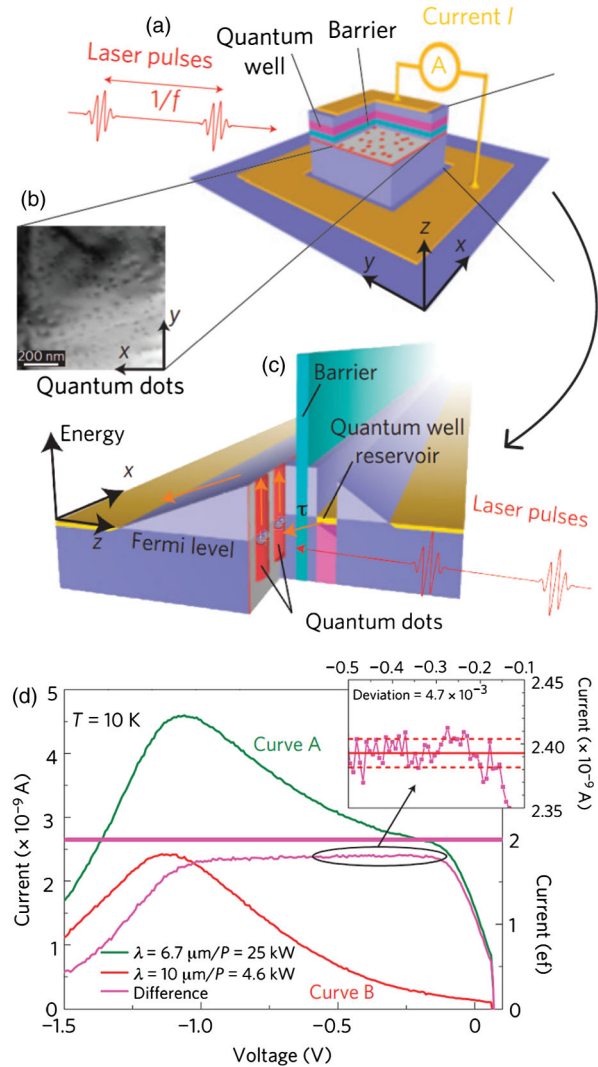 (a)
Current I
Barrier
Quantum
well
A
Laser pulses
1/f
(b)
z
x
y
200 nm
x
y
Quantum dots
(c)
Barrier
Energy
Quantum well
reservoir
x
τ
Laser pulses
z
Fermi level
Quantum dots
(d)
−0.5 −0.4 −0.3 −0.2 −0.1
Deviation = 4.7 × 10⁻³
2.45
2.40
2.35
Current (× 10⁻⁹ A)
5
4
3
2
1
0
Current (× 10⁻⁹ A)
T = 10 K
Curve A
2
1
0
Current (ef)
λ = 6.7 μm/P = 25 kW
λ = 10 μm/P = 4.6 kW
Difference
Curve B
−1.5 −1.0 −0.5 0
Voltage (V)